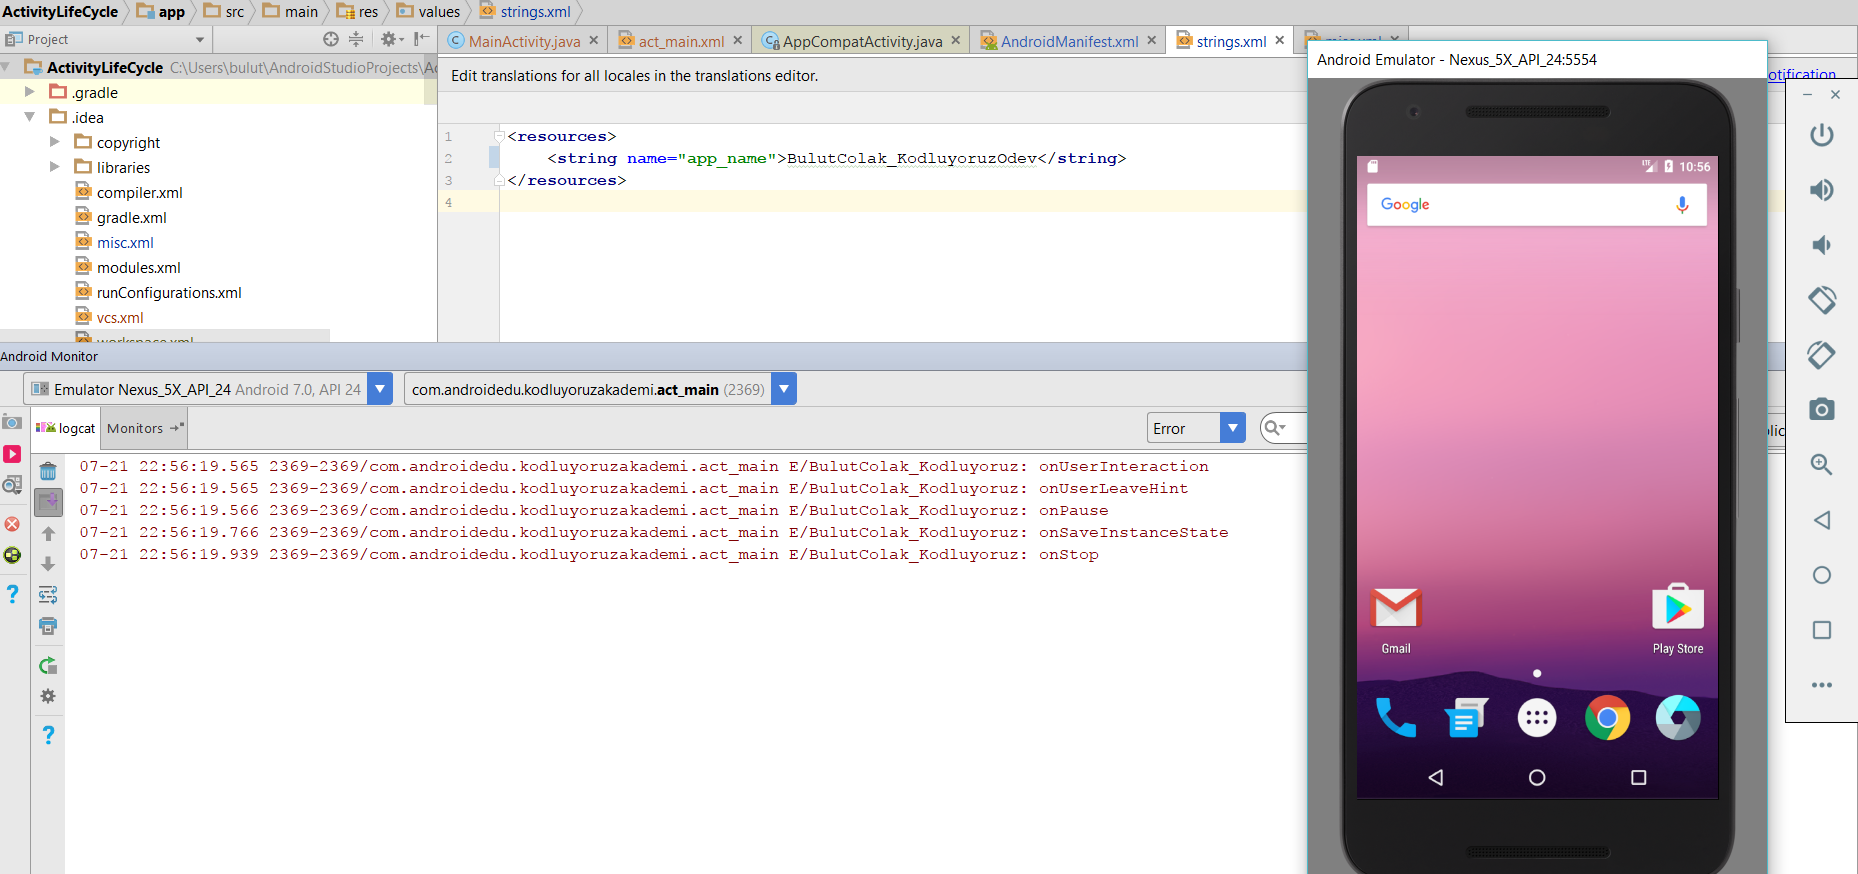 ActivityLifeCycle app src main res values strings.xml
Project
MainActivity.java act_main.xml AppCompatActivity.java AndroidManifest.xml strings.xml
Android Emulator - Nexus_5X_API_24:5554
ActivityLifeCycle C:\Users\bulut\AndroidStudioProjects\Ac
Edit translations for all locales in the translations editor.
otification
.gradle
.idea
copyright
libraries
compiler.xml
gradle.xml
misc.xml
modules.xml
runConfigurations.xml
vcs.xml
workspace.xml
1 <resources>
2 <string name="app_name">BulutColak_KodluyoruzOdev</string>
3 </resources>
4
LTE 10:56
Google
Gmail
Play Store
Android Monitor
Emulator Nexus_5X_API_24 Android 7.0, API 24
com.androidedu.kodluyoruzakademi.act_main (2369)
logcat Monitors
Error
07-21 22:56:19.565 2369-2369/com.androidedu.kodluyoruzakademi.act_main E/BulutColak_Kodluyoruz: onUserInteraction
07-21 22:56:19.565 2369-2369/com.androidedu.kodluyoruzakademi.act_main E/BulutColak_Kodluyoruz: onUserLeaveHint
07-21 22:56:19.566 2369-2369/com.androidedu.kodluyoruzakademi.act_main E/BulutColak_Kodluyoruz: onPause
07-21 22:56:19.766 2369-2369/com.androidedu.kodluyoruzakademi.act_main E/BulutColak_Kodluyoruz: onSaveInstanceState
07-21 22:56:19.939 2369-2369/com.androidedu.kodluyoruzakademi.act_main E/BulutColak_Kodluyoruz: onStop